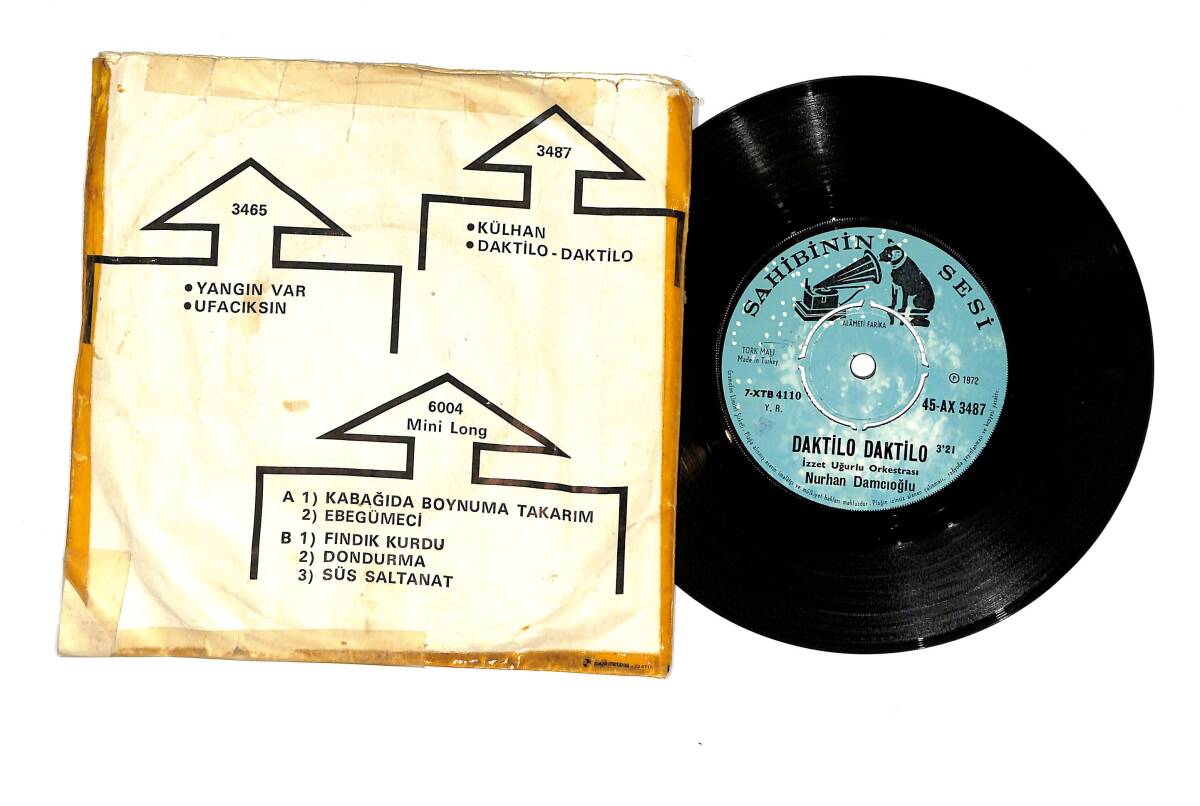 3487
• KÜLHAN
• DAKTİLO - DAKTİLO
3465
• YANGIN VAR
• UFACIKSIN
6004
Mini Long
A 1) KABAĞIDA BOYNUMA TAKARIM
2) EBEGÜMECİ
B 1) FINDIK KURDU
2) DONDURMA
3) SÜS SALTANAT
SAHİBİNİN SESİ
ALÂMETİ FARİKA
TÜRK MALI
Made in Turkey
Ⓟ 1972
7-XTB 4110
Y. R.
45-AX 3487
DAKTİLO DAKTİLO 3'21
İzzet Uğurlu Orkestrası
Nurhan Damcıoğlu